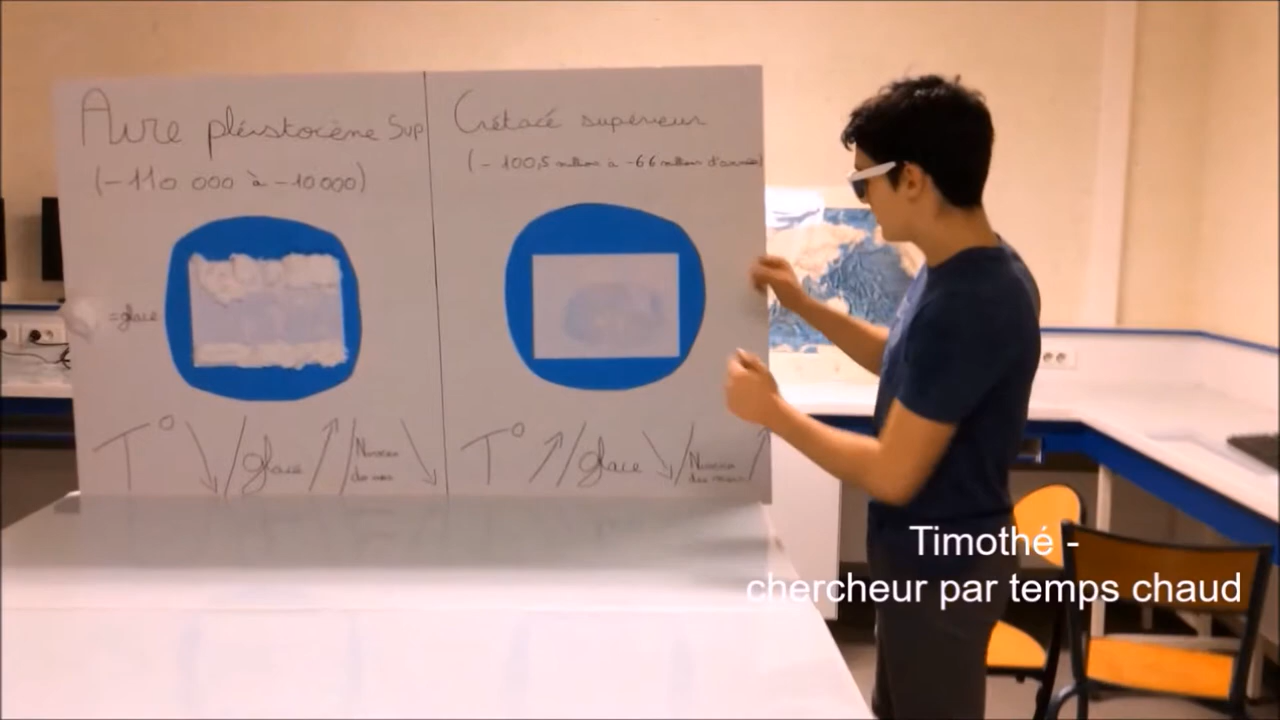 Aure pléistocène Sup
(-110 000 à -10 000)
= glace
T° ↘ / glace ↗ / Niveau des mers ↘
Crétacé supérieur
(-100,5 millions à -66 millions d'années)
T° ↗ / glace ↘ / Niveau des mers ↗
Timothé -
chercheur par temps chaud